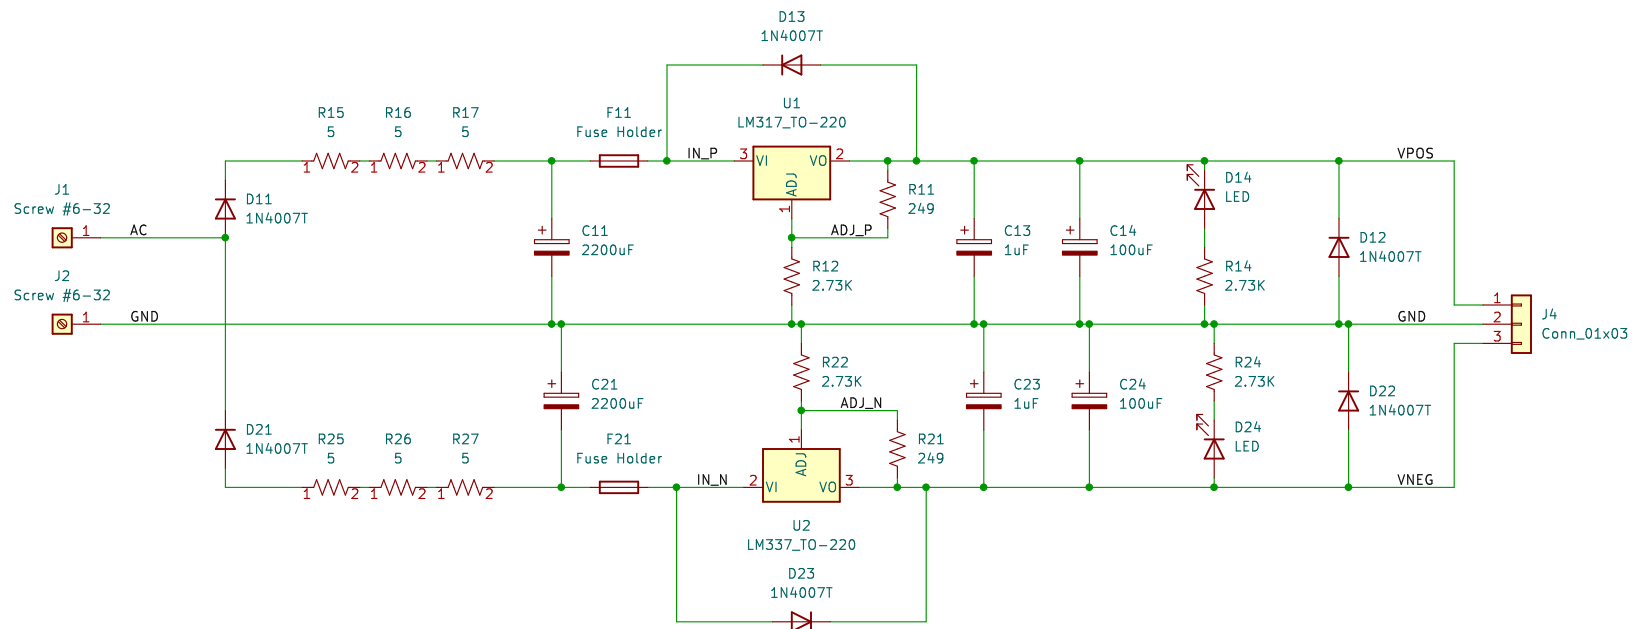 D13
1N4007T
U1
LM317_TO-220
R15
5
R16
5
R17
5
F11
Fuse Holder
1 2 1 2 1 2
IN_P
3 VI VO 2
ADJ
1
VPOS
J1
Screw #6-32
1
AC
D11
1N4007T
R11
249
ADJ_P
D14
LED
+
C11
2200uF
+
C13
1uF
+
C14
100uF
D12
1N4007T
R12
2.73K
R14
2.73K
J2
Screw #6-32
1
GND
GND
1
2
3
J4
Conn_01x03
R22
2.73K
R24
2.73K
+
C21
2200uF
+
C23
1uF
+
C24
100uF
D22
1N4007T
ADJ_N
D21
1N4007T
R25
5
R26
5
R27
5
F21
Fuse Holder
R21
249
D24
LED
1
ADJ
1 2 1 2 1 2
IN_N
2 VI VO 3
VNEG
U2
LM337_TO-220
D23
1N4007T